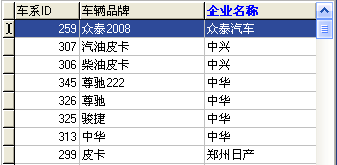 车系ID 车辆品牌 企业名称
259 众泰2008 众泰汽车
307 汽油皮卡 中兴
306 柴油皮卡 中兴
345 尊驰222 中华
326 尊驰 中华
325 骏捷 中华
313 中华 中华
299 皮卡 郑州日产